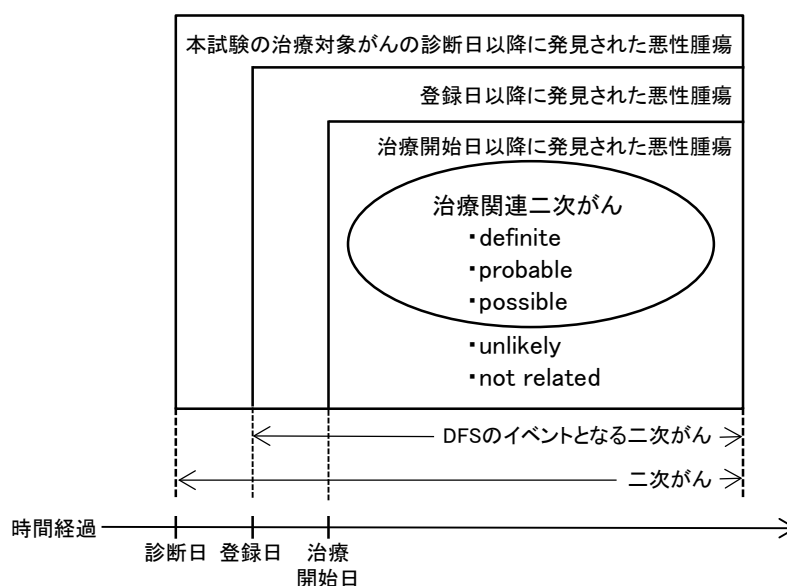 本試験の治療対象がんの診断日以降に発見された悪性腫瘍
登録日以降に発見された悪性腫瘍
治療開始日以降に発見された悪性腫瘍
治療関連二次がん
・definite
・probable
・possible
・unlikely
・not related
DFSのイベントとなる二次がん
二次がん
時間経過
診断日 登録日 治療
開始日